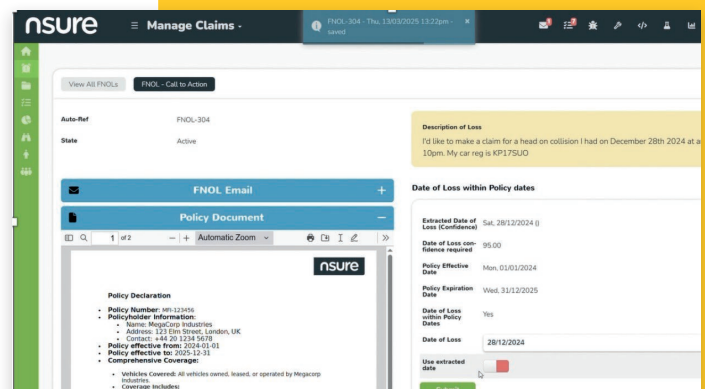 nsure
Manage Claims -
FNOL-304 - Thu, 13/03/2025 13:22pm -
saved
View All FNOLs
FNOL - Call to Action
Auto-Ref
FNOL-304
State
Active
FNOL Email
Policy Document
1 of 2
Automatic Zoom
nsure
Policy Declaration
Policy Number: MFI-123456
Policyholder Information:
Name: MegaCorp Industries
Address: 123 Elm Street, London, UK
Contact: +44 20 1234 5678
Policy effective from: 2024-01-01
Policy effective to: 2025-12-31
Comprehensive Coverage:
Vehicles Covered: All vehicles owned, leased, or operated by Megacorp
Industries.
Coverage Includes:
Description of Loss
I'd like to make a claim for a head on collision I had on December 28th 2024 at a
10pm. My car reg is KP17SUO
Date of Loss within Policy dates
Extracted Date of
Loss (Confidence)
Sat, 28/12/2024 ()
Date of Loss con-
fidence required
95.00
Policy Effective
Date
Mon, 01/01/2024
Policy Expiration
Date
Wed, 31/12/2025
Date of Loss
within Policy
Dates
Yes
Date of Loss
28/12/2024
Use extracted
date